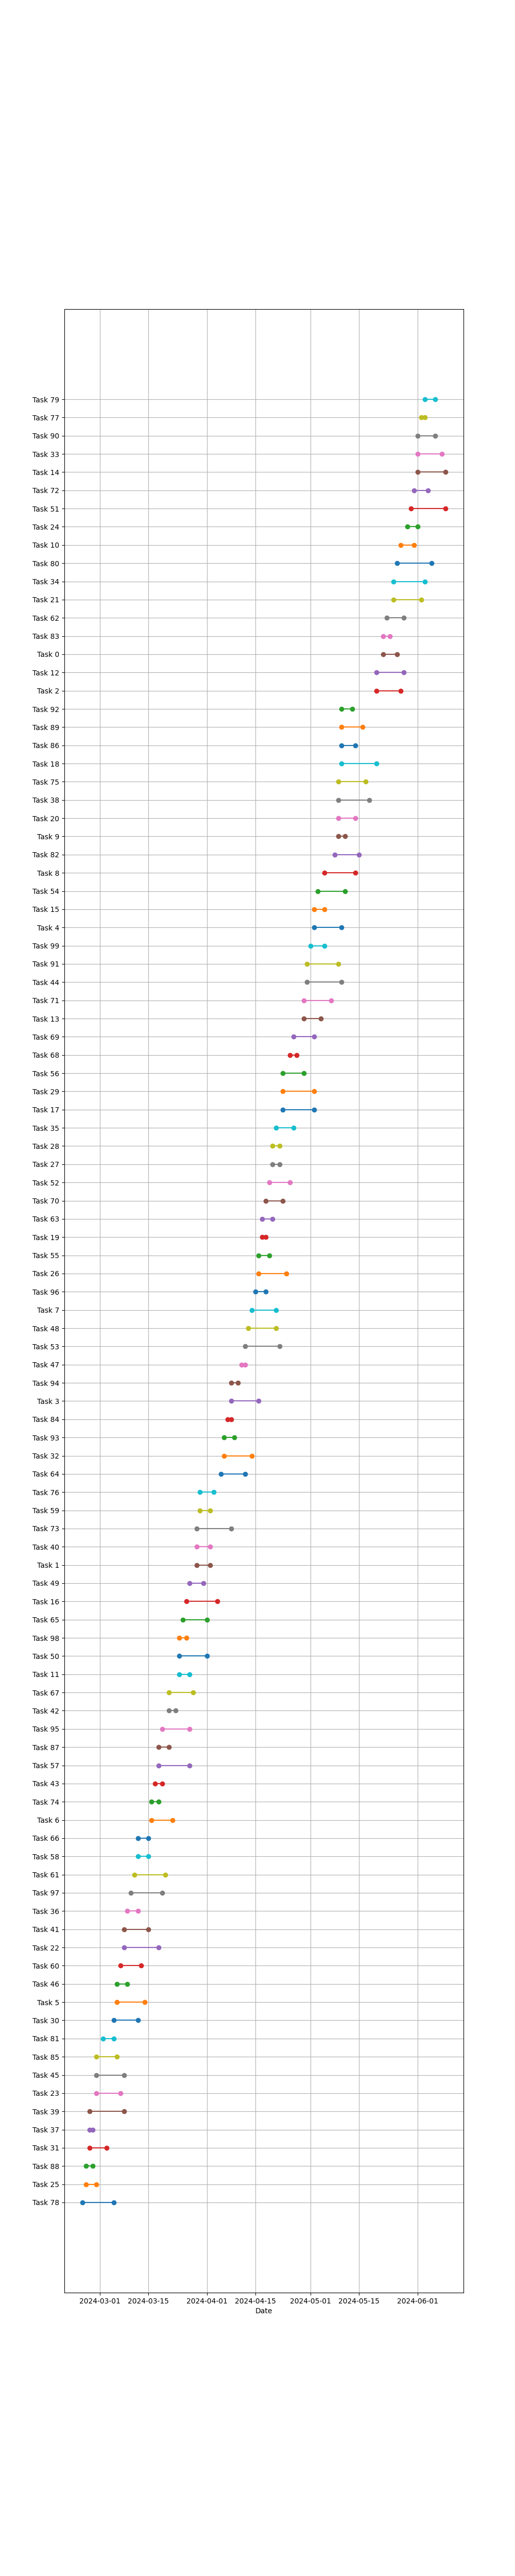 Task 79
Task 77
Task 90
Task 33
Task 14
Task 72
Task 51
Task 24
Task 10
Task 80
Task 34
Task 21
Task 62
Task 83
Task 0
Task 12
Task 2
Task 92
Task 89
Task 86
Task 18
Task 75
Task 38
Task 20
Task 9
Task 82
Task 8
Task 54
Task 15
Task 4
Task 99
Task 91
Task 44
Task 71
Task 13
Task 69
Task 68
Task 56
Task 29
Task 17
Task 35
Task 28
Task 27
Task 52
Task 70
Task 63
Task 19
Task 55
Task 26
Task 96
Task 7
Task 48
Task 53
Task 47
Task 94
Task 3
Task 84
Task 93
Task 32
Task 64
Task 76
Task 59
Task 73
Task 40
Task 1
Task 49
Task 16
Task 65
Task 98
Task 50
Task 11
Task 67
Task 42
Task 95
Task 87
Task 57
Task 43
Task 74
Task 6
Task 66
Task 58
Task 61
Task 97
Task 36
Task 41
Task 22
Task 60
Task 46
Task 5
Task 30
Task 81
Task 85
Task 45
Task 23
Task 39
Task 37
Task 31
Task 88
Task 25
Task 78
2024-03-01 2024-03-15 2024-04-01 2024-04-15 2024-05-01 2024-05-15 2024-06-01
Date